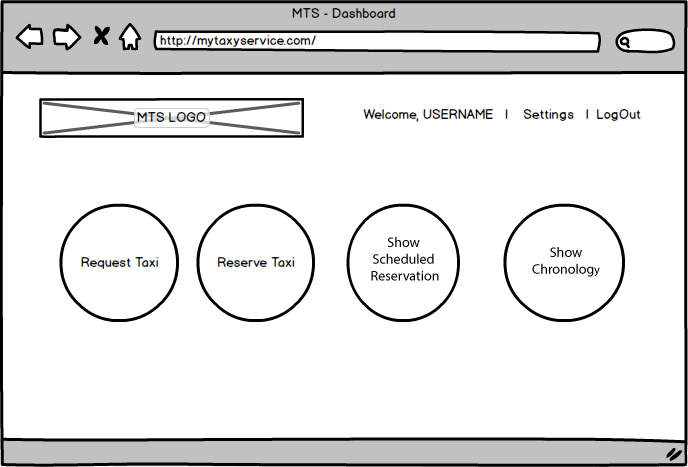 MTS - Dashboard
http://mytaxyservice.com/
MTS LOGO
Welcome, USERNAME | Settings | LogOut
Request Taxi
Reserve Taxi
Show
Scheduled
Reservation
Show
Chronology